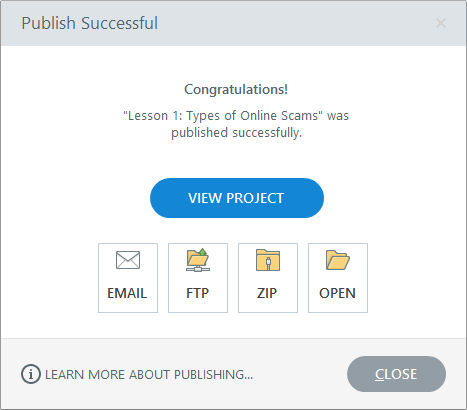 Publish Successful
Congratulations!
"Lesson 1: Types of Online Scams" was
published successfully.
VIEW PROJECT
EMAIL
FTP
ZIP
OPEN
LEARN MORE ABOUT PUBLISHING...
CLOSE